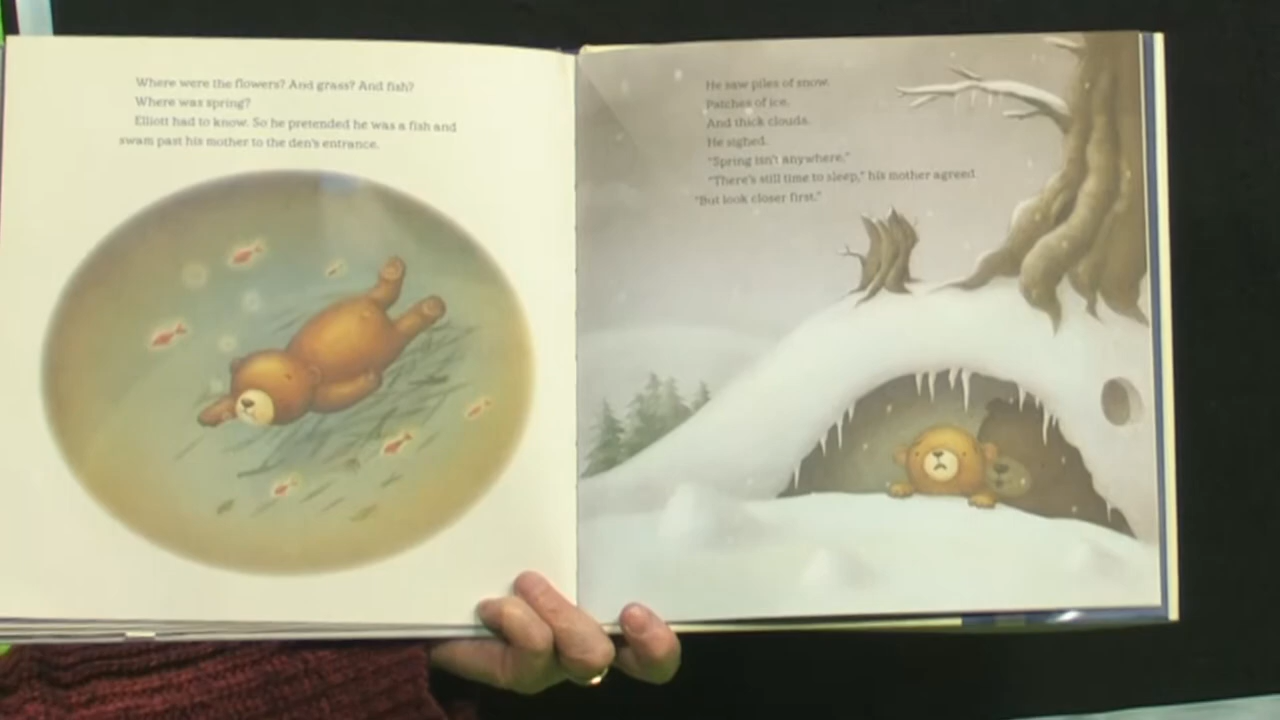 Where were the flowers? And grass? And fish?
Where was spring?
Elliott had to know. So he pretended he was a fish and
swam past his mother to the den's entrance.
He saw piles of snow.
Patches of ice.
And thick clouds.
He sighed.
"Spring isn't anywhere."
"There's still time to sleep," his mother agreed.
"But look closer first."